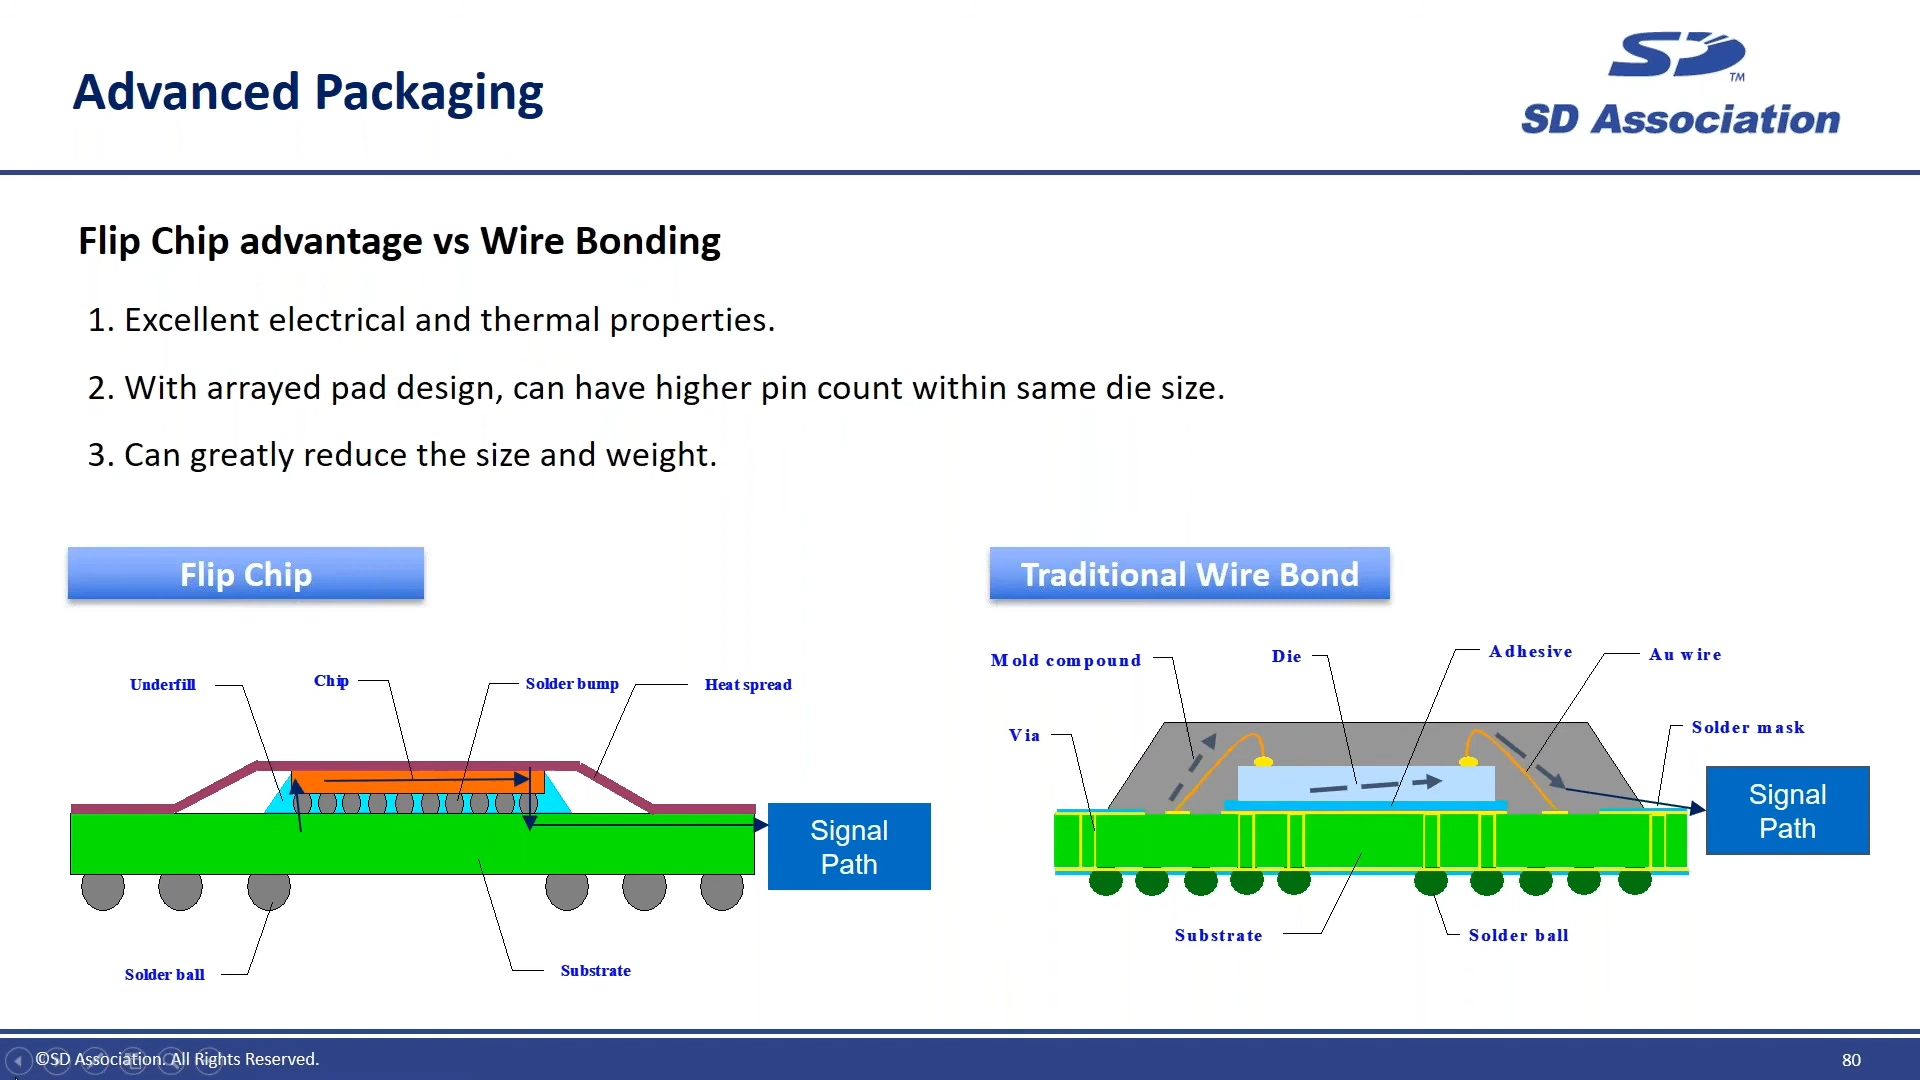 Advanced Packaging
SD
TM
SD Association
Flip Chip advantage vs Wire Bonding
1. Excellent electrical and thermal properties.
2. With arrayed pad design, can have higher pin count within same die size.
3. Can greatly reduce the size and weight.
Flip Chip
Underfill
Chip
Solder bump
Heat spread
Signal
Path
Solder ball
Substrate
Traditional Wire Bond
Mold compound
Die
Adhesive
Au wire
Via
Solder mask
Signal
Path
Substrate
Solder ball
©SD Association. All Rights Reserved.
80